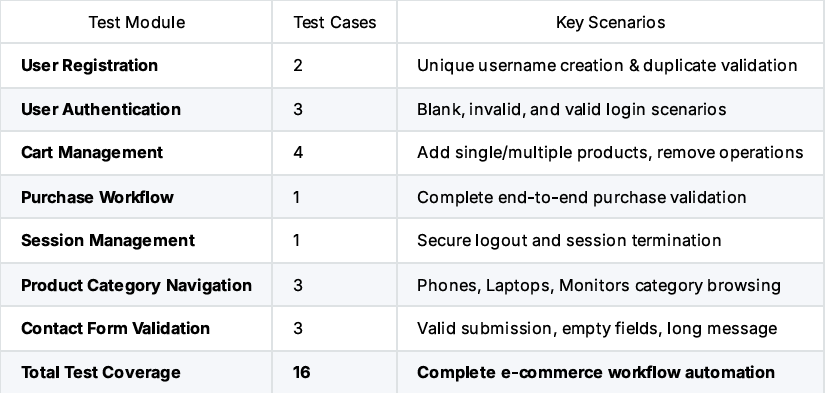 Test Module Test Cases Key Scenarios
User Registration 2 Unique username creation & duplicate validation
User Authentication 3 Blank, invalid, and valid login scenarios
Cart Management 4 Add single/multiple products, remove operations
Purchase Workflow 1 Complete end-to-end purchase validation
Session Management 1 Secure logout and session termination
Product Category Navigation 3 Phones, Laptops, Monitors category browsing
Contact Form Validation 3 Valid submission, empty fields, long message
Total Test Coverage 16 Complete e-commerce workflow automation